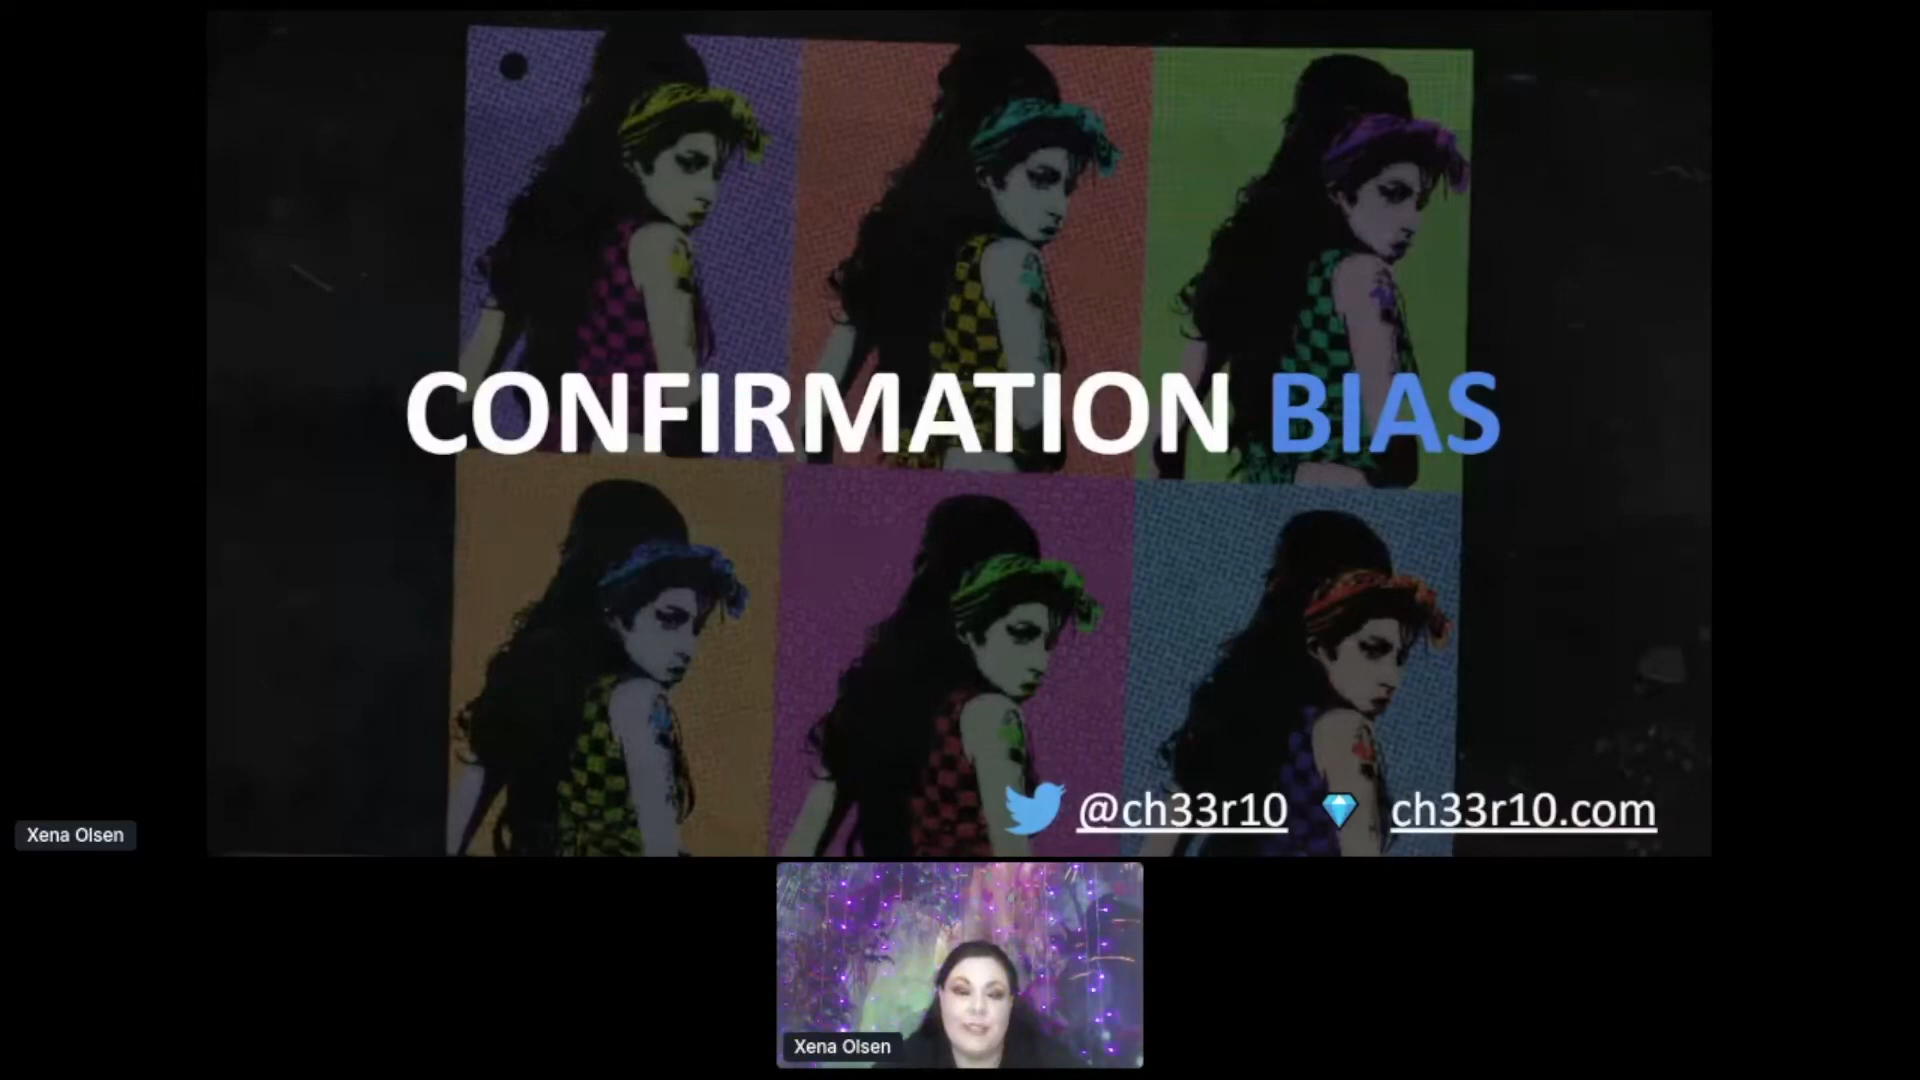 CONFIRMATION BIAS
@ch33r10 ch33r10.com
Xena Olsen
Xena Olsen